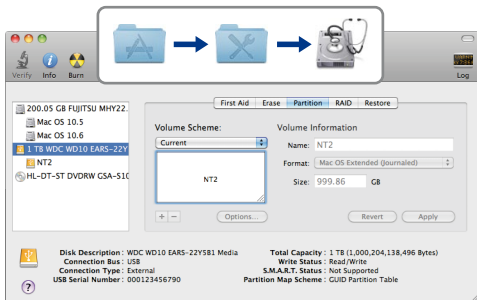 Verify Info Burn Log
200.05 GB FUJITSU MHY22.
Mac OS 10.5
Mac OS 10.6
1 TB WDC WD10 EARS-22Y
NT2
HL-DT-ST DVDRW GSA-S10
First Aid Erase Partition RAID Restore
Volume Scheme: Volume Information
Current
Name: NT2
Format: Mac OS Extended (Journaled)
Size: 999.86 GB
NT2
+ − Options... Revert Apply
Disk Description : WDC WD10 EARS-22Y5B1 Media Total Capacity : 1 TB (1,000,204,138,496 Bytes)
Connection Bus : USB Write Status : Read/Write
Connection Type : External S.M.A.R.T. Status : Not Supported
USB Serial Number : 000123456790 Partition Map Scheme : GUID Partition Table
?